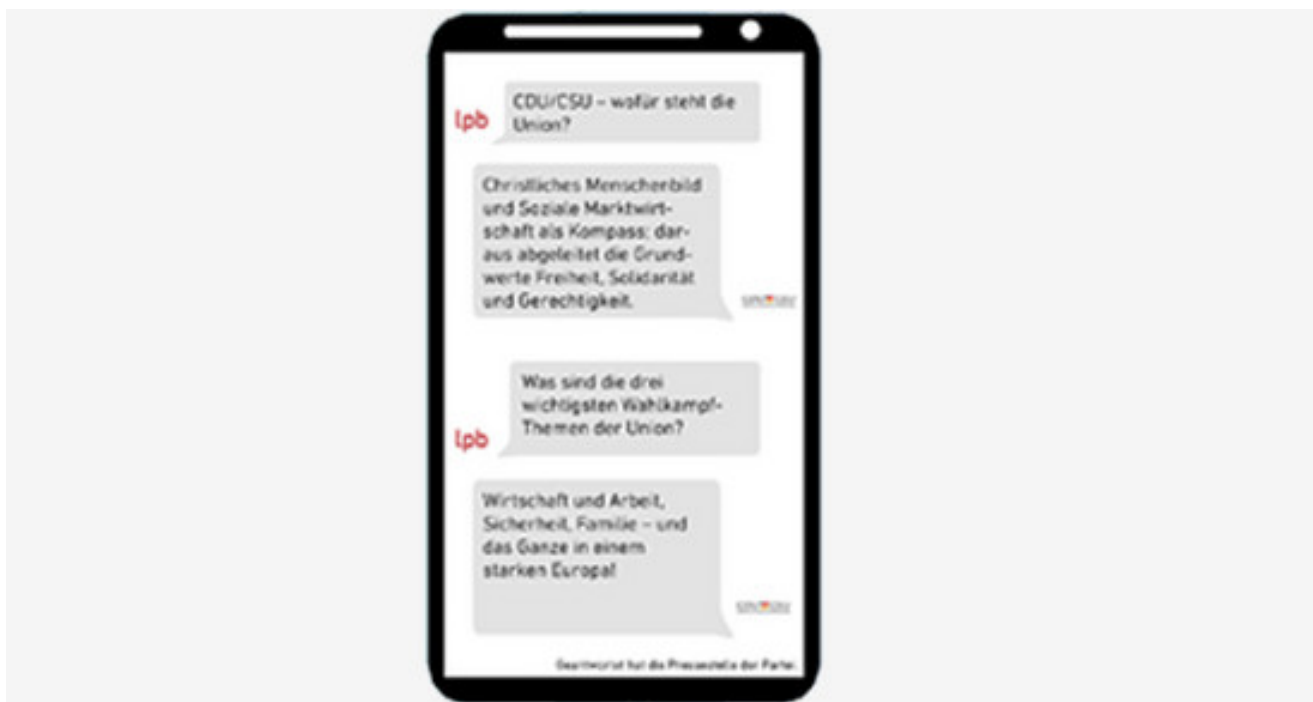 lpb
CDU/CSU – wofür steht die
Union?
Christliches Menschenbild
und Soziale Marktwirt-
schaft als Kompass; dar-
aus abgeleitet die Grund-
werte Freiheit, Solidarität
und Gerechtigkeit.
Was sind die drei
wichtigsten Wahlkampf-
Themen der Union?
lpb
Wirtschaft und Arbeit,
Sicherheit, Familie – und
das Ganze in einem
starken Europa!
Geantwortet hat die Pressestelle der Partei.